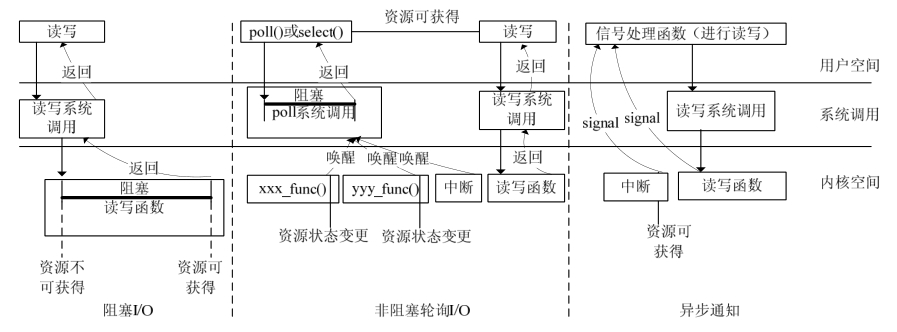 资源可获得
读写
poll()或select()
读写
信号处理函数（进行读写）
返回
返回
返回
用户空间
读写系统
调用
阻塞
poll系统调用
读写系统
调用
读写系统调用
signal
signal
系统调用
返回
唤醒
唤醒
唤醒
返回
阻塞
读写函数
xxx_func()
yyy_func()
中断
读写函数
中断
读写函数
内核空间
资源状态变更
资源状态变更
资源可
获得
资源不
可获得
资源可
获得
阻塞I/O
非阻塞轮询I/O
异步通知